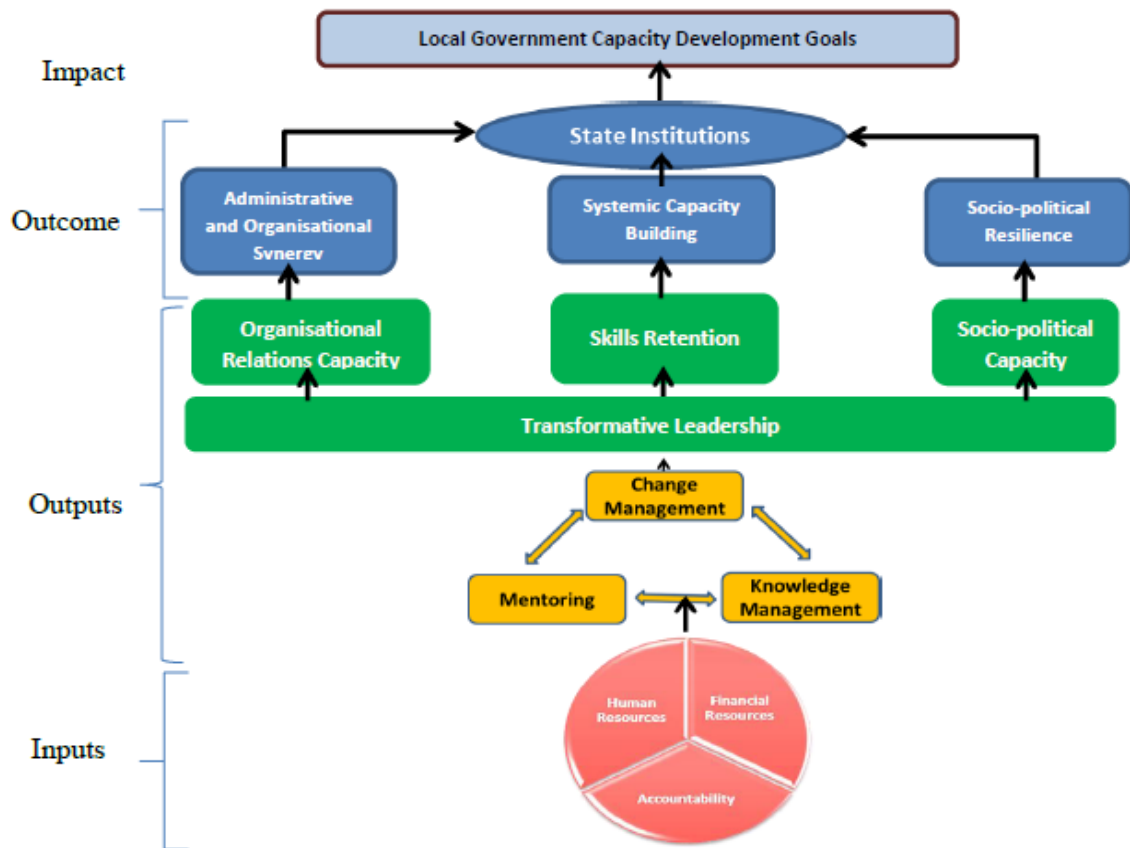 Local Government Capacity Development Goals
Impact
State Institutions
Administrative
and Organisational
Synergy
Systemic Capacity
Building
Socio-political
Resilience
Outcome
Organisational
Relations Capacity
Skills Retention
Socio-political
Capacity
Transformative Leadership
Change
Management
Outputs
Mentoring
Knowledge
Management
Human
Resources
Financial
Resources
Inputs
Accountability